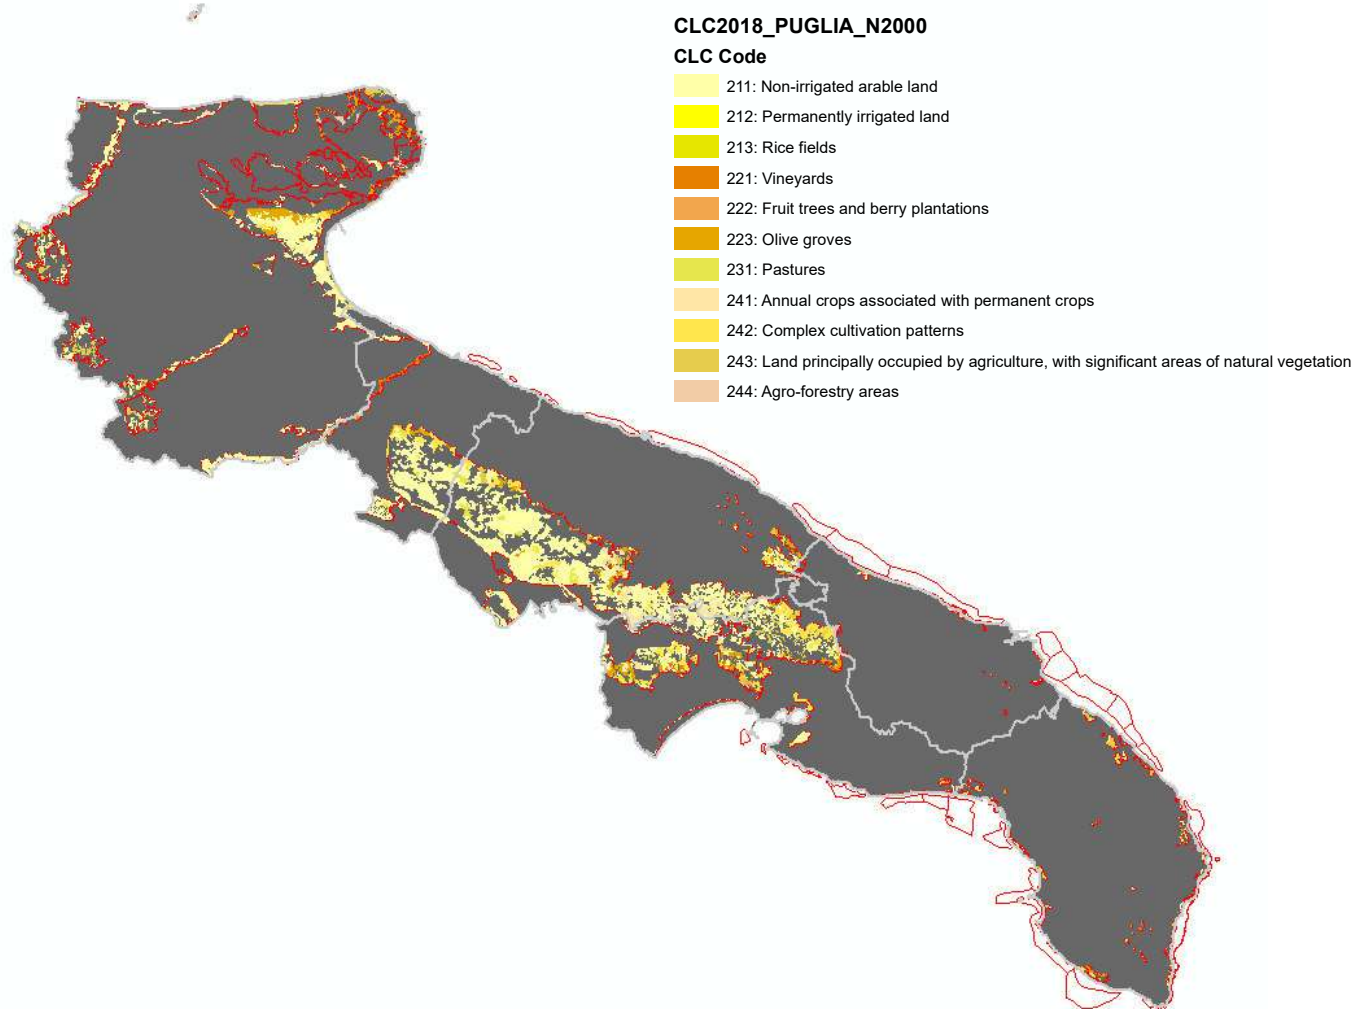 CLC2018_PUGLIA_N2000
CLC Code
211: Non-irrigated arable land
212: Permanently irrigated land
213: Rice fields
221: Vineyards
222: Fruit trees and berry plantations
223: Olive groves
231: Pastures
241: Annual crops associated with permanent crops
242: Complex cultivation patterns
243: Land principally occupied by agriculture, with significant areas of natural vegetation
244: Agro-forestry areas